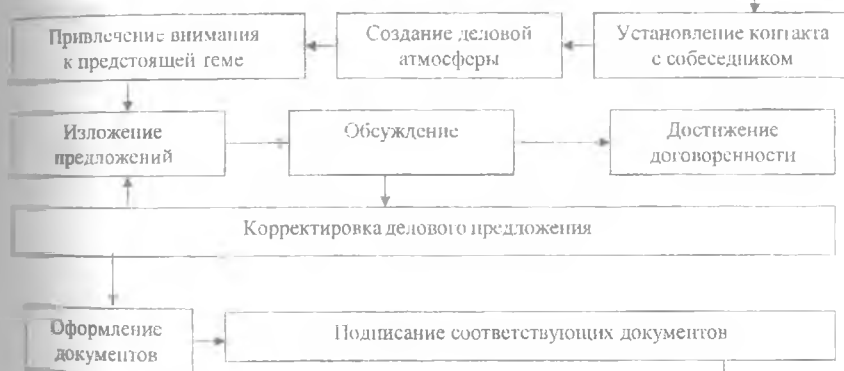 Привлечение внимания
к предстоящей теме
Создание деловой
атмосферы
Установление контакта
с собеседником
Изложение
предложений
Обсуждение
Достижение
договоренности
Корректировка делового предложения
Оформление
документов
Подписание соответствующих документов